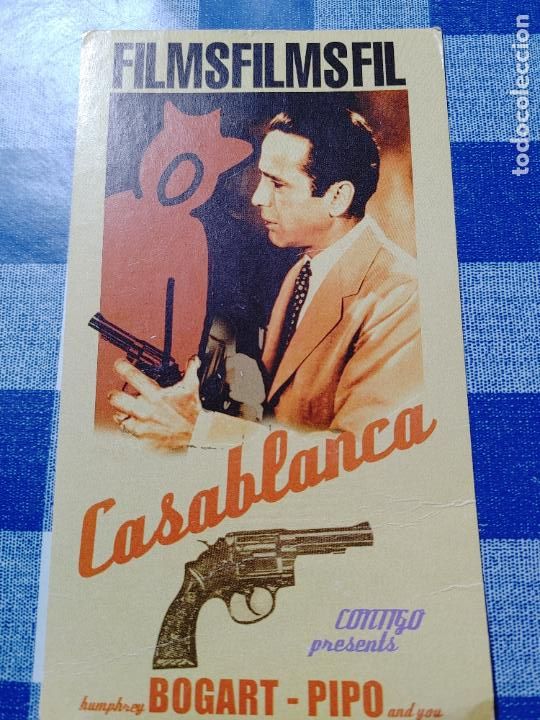 FILMSFILMSFIL
Casablanca
CONTIGO
presents
humphrey BOGART - PIPO and you
todocoleccion